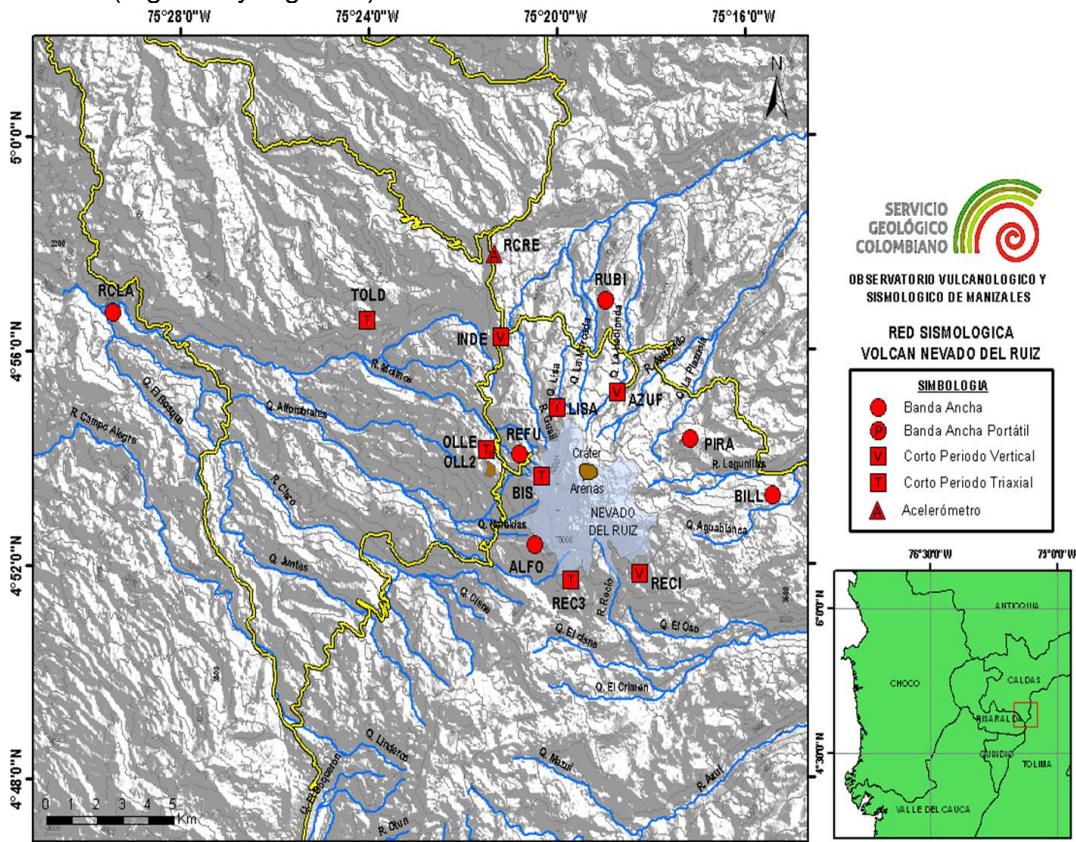 75°28'0"W
75°24'0"W
75°20'0"W
75°16'0"W
N
5°0'0"N
4°56'0"N
4°52'0"N
4°48'0"N
RCRE
A
RUBI
RCLA
TOLD
T
INDE
V
Q. Lisa
R. Molinos
LISA
V
AZUF
R. Gualí
Q. El Bosque
Q. Alfombrales
R. Campo Alegre
OLLE
T
REFU
OLL2
PIRA
R. Lagunillas
Cráter
Arenas
BIS
T
BILL
R. Claro
NEVADO
DEL RUIZ
Q. Aguablanca
ALFO
Q. Juntas
REC3
T
V
RECI
R. Recio
Q. El Oso
Q. El Crimen
Q. Linderos
R. Azul
R. Otun
0 1 2 3 4 5
Km
SERVICIO
GEOLÓGICO
COLOMBIANO
OBSERVATORIO VULCANOLOGICO Y
SISMOLOGICO DE MANIZALES
RED SISMOLOGICA
VOLCAN NEVADO DEL RUIZ
SIMBOLOGIA
Banda Ancha
P Banda Ancha Portátil
V Corto Periodo Vertical
T Corto Periodo Triaxial
A Acelerómetro
76°30'0"W
75°0'0"W
6°0'0"N
4°30'0"N
ANTIOQUIA
CHOCO
CALDAS
RISARALDA
QUINDIO
TOLIMA
VALLE DEL CAUCA